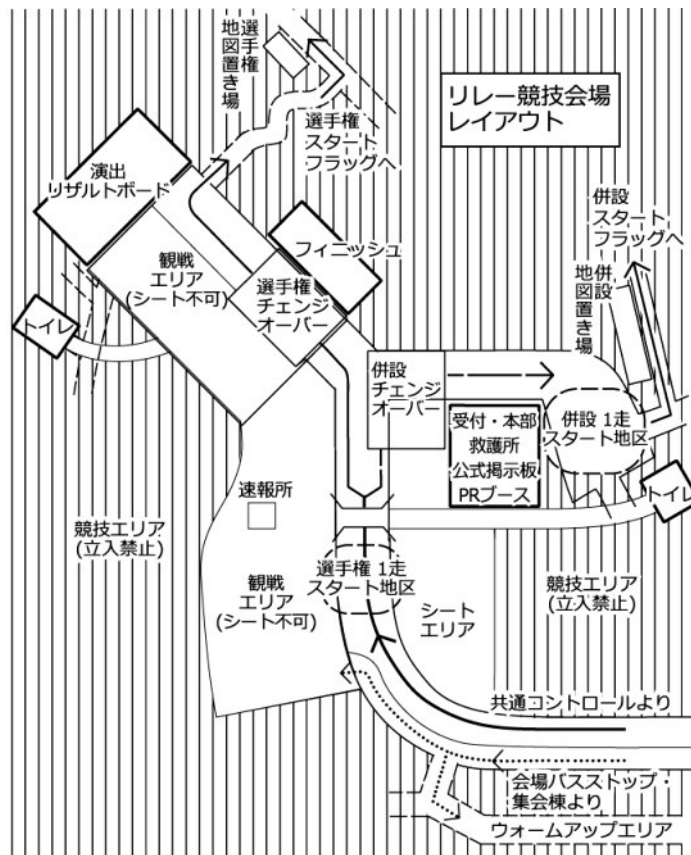 リレー競技会場
レイアウト
選手権
地図置き場
選手権
スタート
フラッグへ
演出
リザルトボード
フィニッシュ
併設
スタート
フラッグへ
観戦
エリア
(シート不可)
選手権
チェンジ
オーバー
併設
地図置き場
トイレ
併設
チェンジ
オーバー
併設 1走
スタート地区
受付・本部
救護所
公式掲示板
PRブース
トイレ
速報所
競技エリア
(立入禁止)
選手権 1走
スタート地区
観戦
エリア
(シート不可)
シート
エリア
競技エリア
(立入禁止)
共通コントロールより
会場バスストップ・
集会棟より
ウォームアップエリア